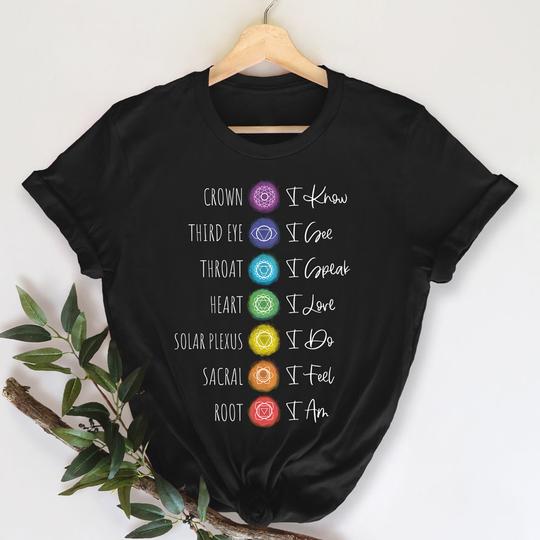 CROWN I Know
THIRD EYE I See
THROAT I Speak
HEART I Love
SOLAR PLEXUS I Do
SACRAL I Feel
ROOT I Am